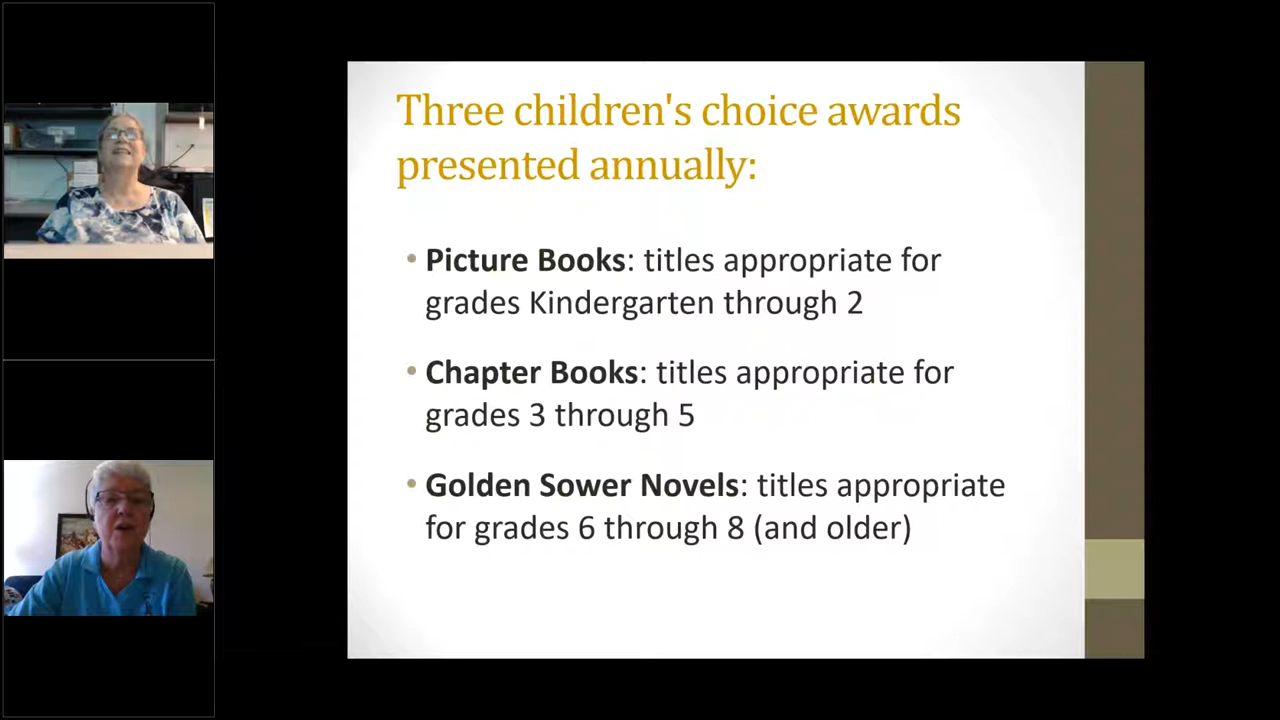 Three children's choice awards
presented annually:
• Picture Books: titles appropriate for
grades Kindergarten through 2
• Chapter Books: titles appropriate for
grades 3 through 5
• Golden Sower Novels: titles appropriate
for grades 6 through 8 (and older)